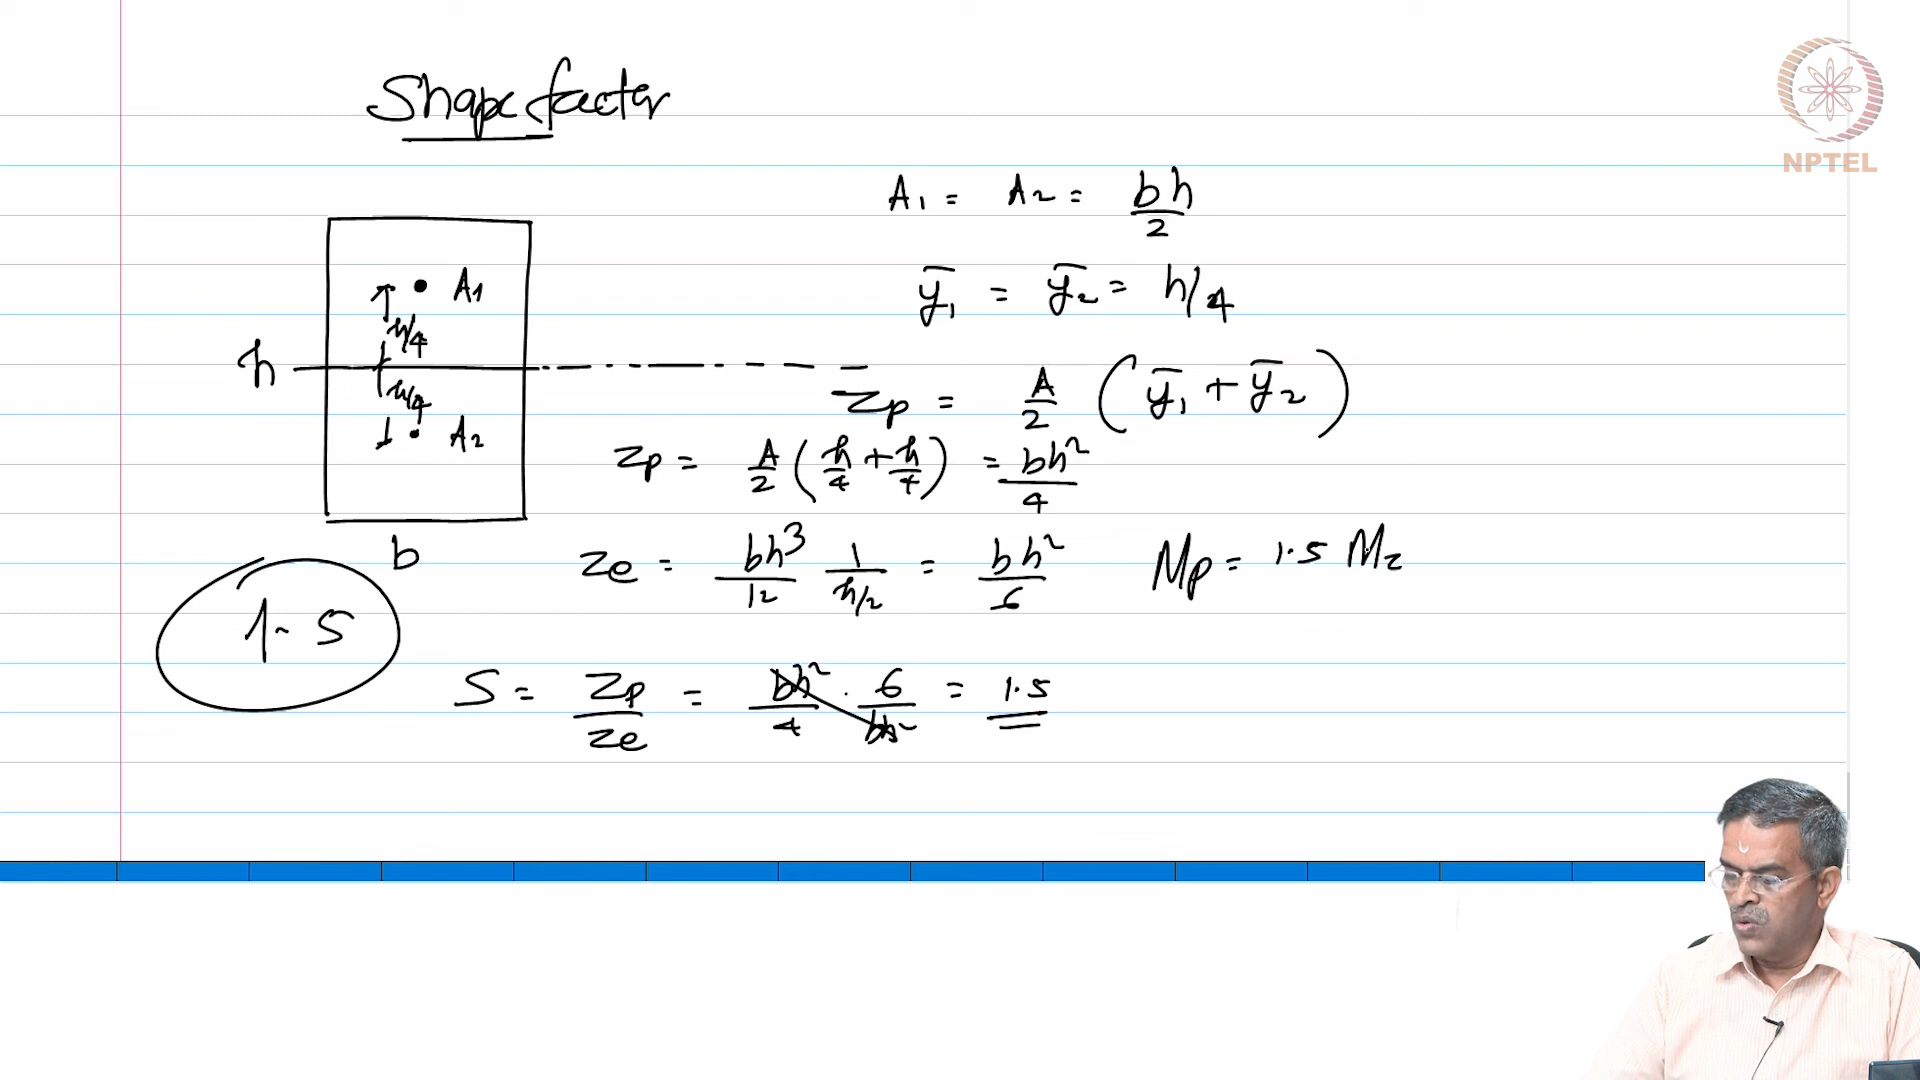 Shape factor
A1 = A2 = bh/2
ȳ1 = ȳ2 = h/4
A1
h/4
h
h/4
A2
b
Zp = A/2 (ȳ1 + ȳ2)
Zp = A/2 (h/4 + h/4) = bh²/4
Ze = bh³/12 1/(h/2) = bh²/6
Mp = 1.5 Mz
1.5
S = Zp/Ze = bh²/4 · 6/bh² = 1.5
NPTEL